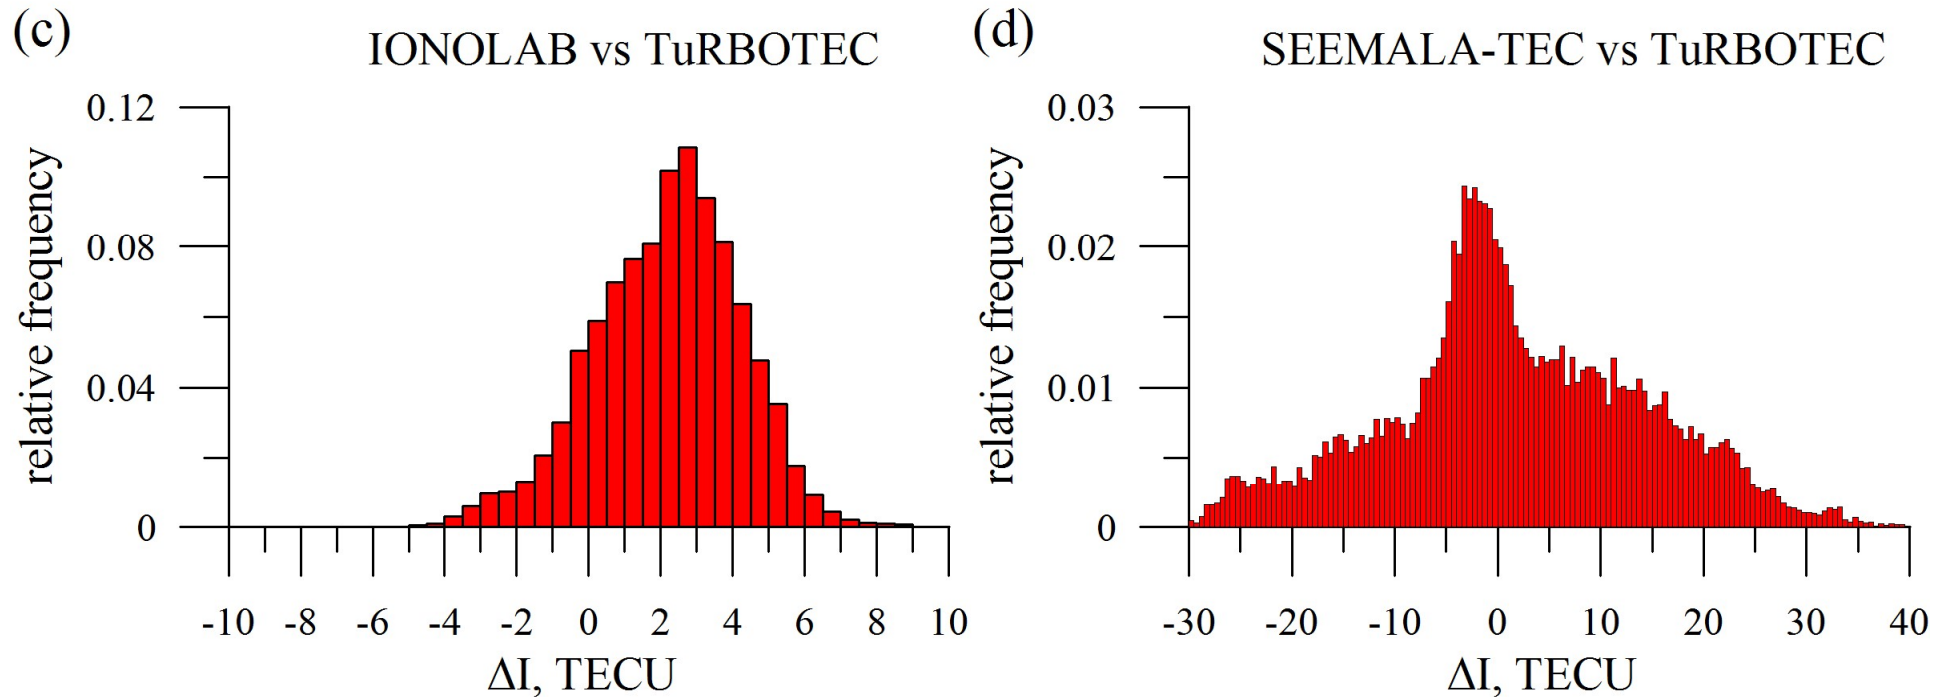 (c)
IONOLAB vs TuRBOTEC
0.12
0.08
0.04
0
relative frequency
-10 -8 -6 -4 -2 0 2 4 6 8 10
ΔI, TECU
(d)
SEEMALA-TEC vs TuRBOTEC
0.03
0.02
0.01
0
relative frequency
-30 -20 -10 0 10 20 30 40
ΔI, TECU